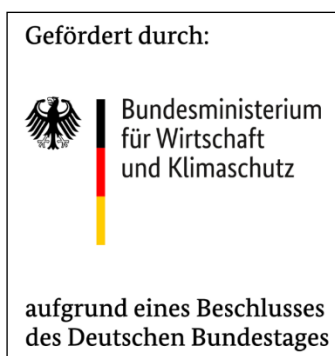 Gefördert durch:
Bundesministerium
für Wirtschaft
und Klimaschutz
aufgrund eines Beschlusses
des Deutschen Bundestages